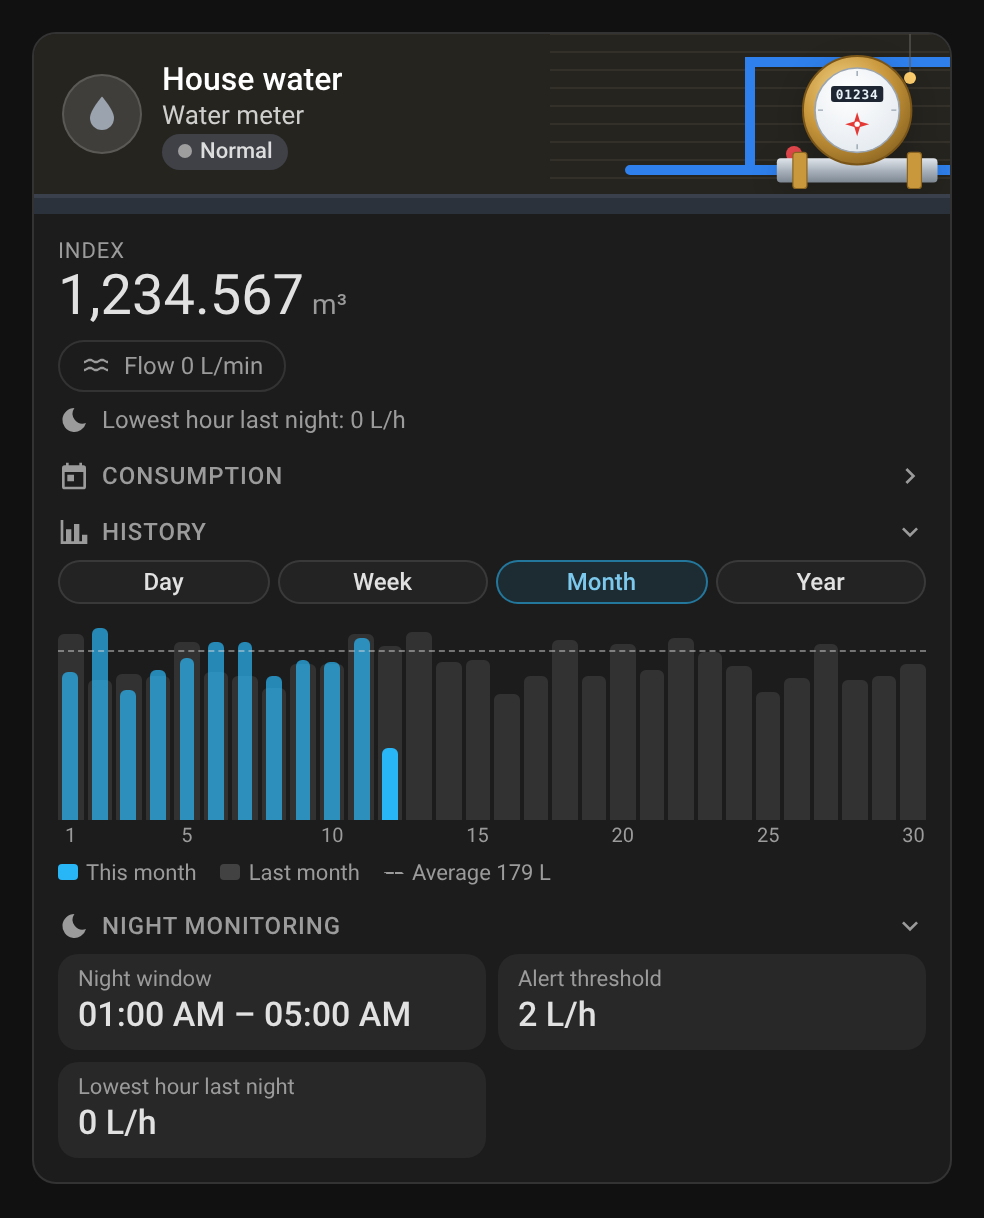 House water
Water meter
Normal
01234
INDEX
1,234.567 m³
Flow 0 L/min
Lowest hour last night: 0 L/h
CONSUMPTION
HISTORY
Day Week Month Year
1 5 10 15 20 25 30
This month Last month Average 179 L
NIGHT MONITORING
Night window
01:00 AM – 05:00 AM
Alert threshold
2 L/h
Lowest hour last night
0 L/h